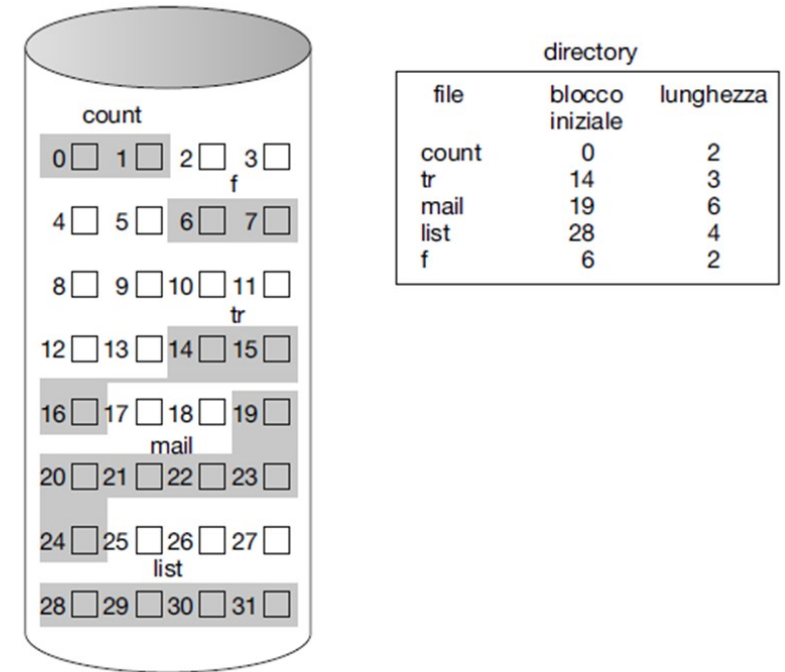 count
0 1 2 3
f
4 5 6 7
8 9 10 11
tr
12 13 14 15
16 17 18 19
mail
20 21 22 23
24 25 26 27
list
28 29 30 31
directory
file blocco iniziale lunghezza
count 0 2
tr 14 3
mail 19 6
list 28 4
f 6 2